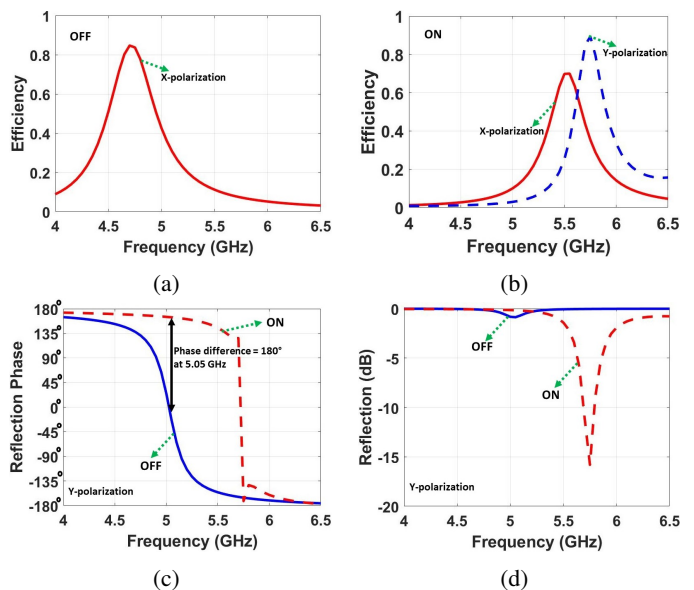 OFF
X-polarization
Efficiency
1
0.8
0.6
0.4
0.2
0
4 4.5 5 5.5 6 6.5
Frequency (GHz)
(a)
ON
Y-polarization
X-polarization
Efficiency
1
0.8
0.6
0.4
0.2
0
4 4.5 5 5.5 6 6.5
Frequency (GHz)
(b)
180°
135°
90°
45°
0°
-45°
-90°
-135°
-180°
Reflection Phase
ON
Phase difference = 180°
at 5.05 GHz
OFF
Y-polarization
4 4.5 5 5.5 6 6.5
Frequency (GHz)
(c)
0
-5
-10
-15
-20
Reflection (dB)
OFF
ON
Y-polarization
4 4.5 5 5.5 6 6.5
Frequency (GHz)
(d)